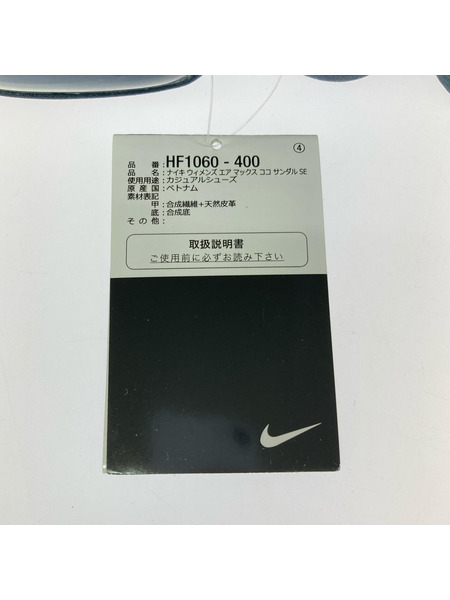 ④
品番:HF1060 - 400
品名:ナイキ ウィメンズ エア マックス ココ サンダル SE
使用用途:カジュアルシューズ
原産国:ベトナム
素材表記
甲:合成繊維+天然皮革
底:合成底
その他:
取扱説明書
ご使用前に必ずお読み下さい